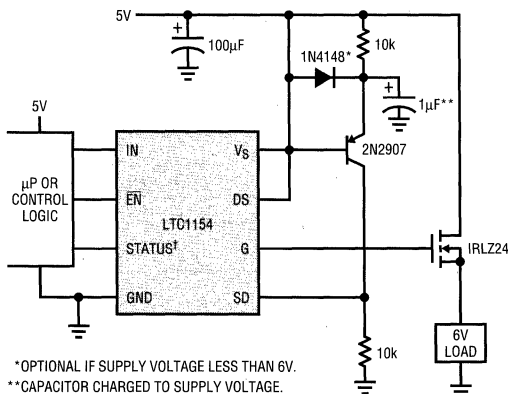 5V
+
100µF
1N4148*
10k
+
1µF**
5V
µP OR
CONTROL
LOGIC
IN
EN
STATUS†
GND
LTC1154
VS
DS
G
SD
2N2907
IRLZ24
6V
LOAD
10k
*OPTIONAL IF SUPPLY VOLTAGE LESS THAN 6V.
**CAPACITOR CHARGED TO SUPPLY VOLTAGE.